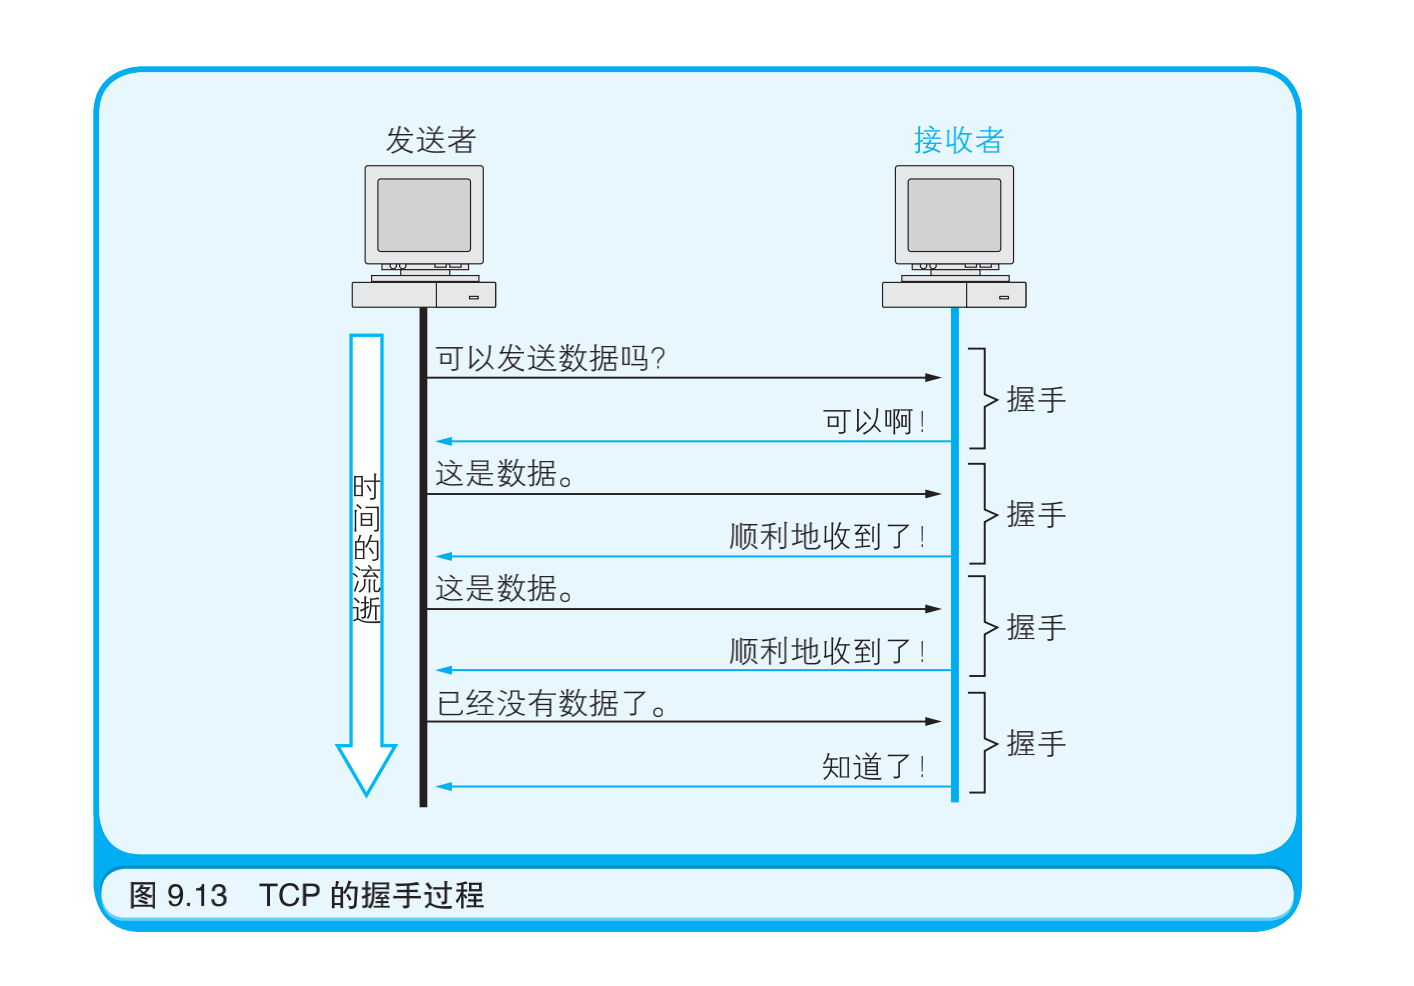 发送者
接收者
可以发送数据吗?
可以啊!
握手
这是数据。
顺利地收到了!
握手
这是数据。
顺利地收到了!
握手
已经没有数据了。
知道了!
握手
时间的流逝
图 9.13 TCP 的握手过程